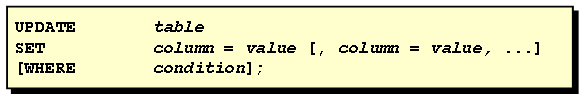 UPDATE table
SET column = value [, column = value, ...]
[WHERE condition];